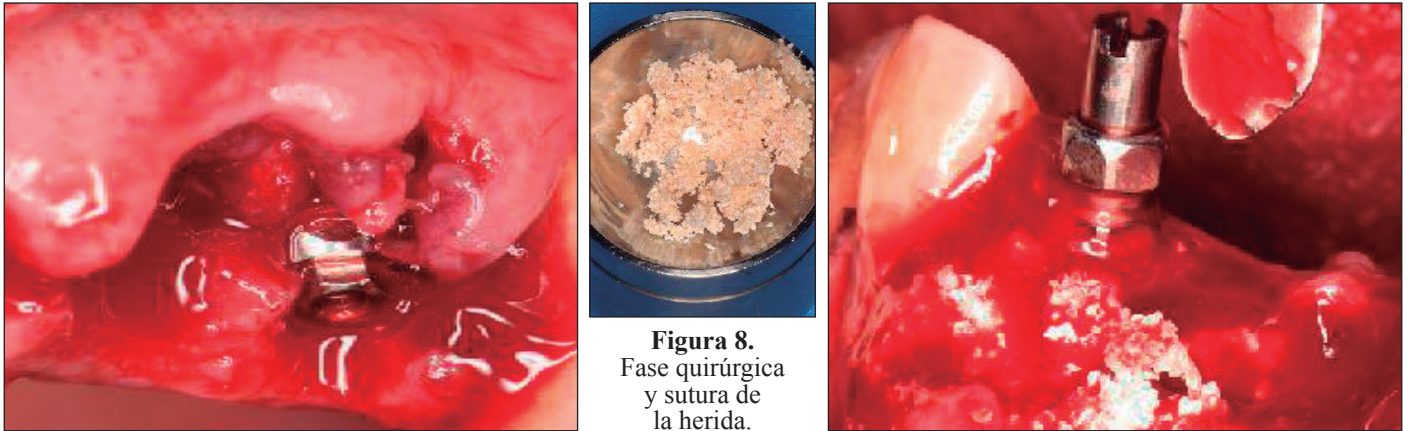 Figura 8.
Fase quirúrgica
y sutura de
la herida.